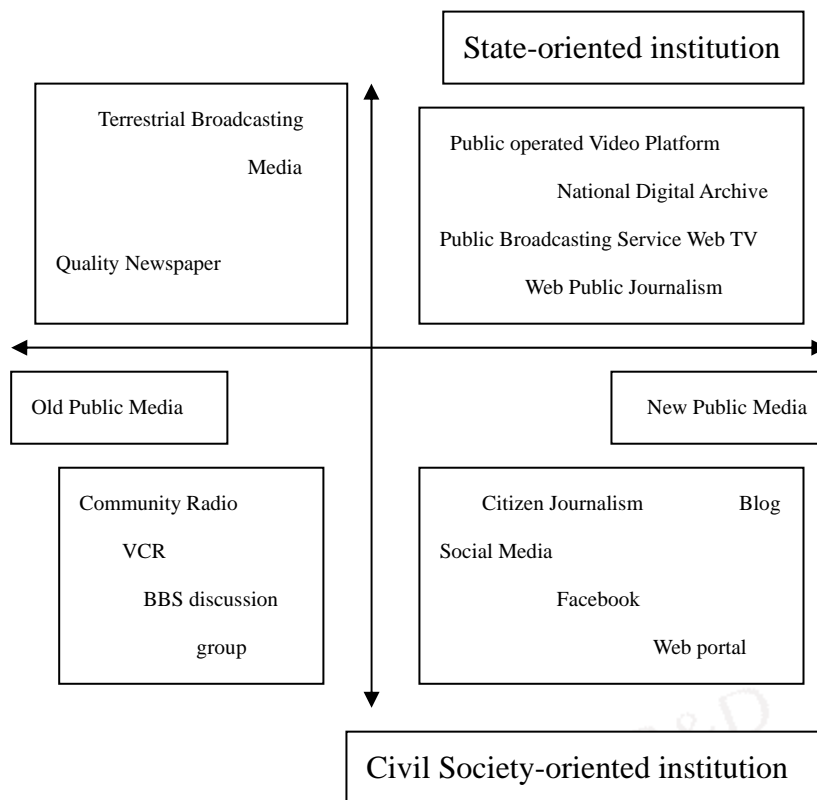 State-oriented institution
Terrestrial Broadcasting
Media
Quality Newspaper
Public operated Video Platform
National Digital Archive
Public Broadcasting Service Web TV
Web Public Journalism
Old Public Media
New Public Media
Community Radio
VCR
BBS discussion
group
Citizen Journalism Blog
Social Media
Facebook
Web portal
Civil Society-oriented institution